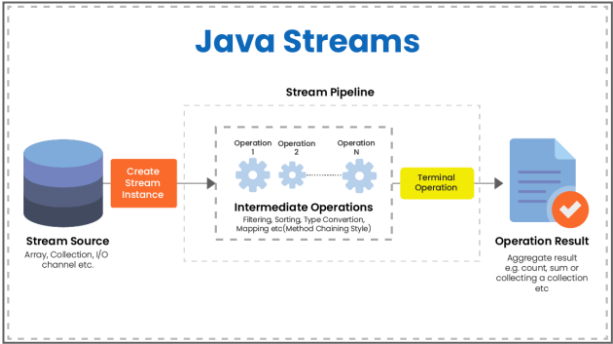 Java Streams
Stream Pipeline
Operation
1
Operation
2
Operation
N
Create
Stream
Instance
Terminal
Operation
Intermediate Operations
Filtering, Sorting, Type Convertion,
Mapping etc(Method Chaining Style)
Stream Source
Array, Collection, I/O
channel etc.
Operation Result
Aggregate result
e.g. count, sum or
collecting a collection
etc